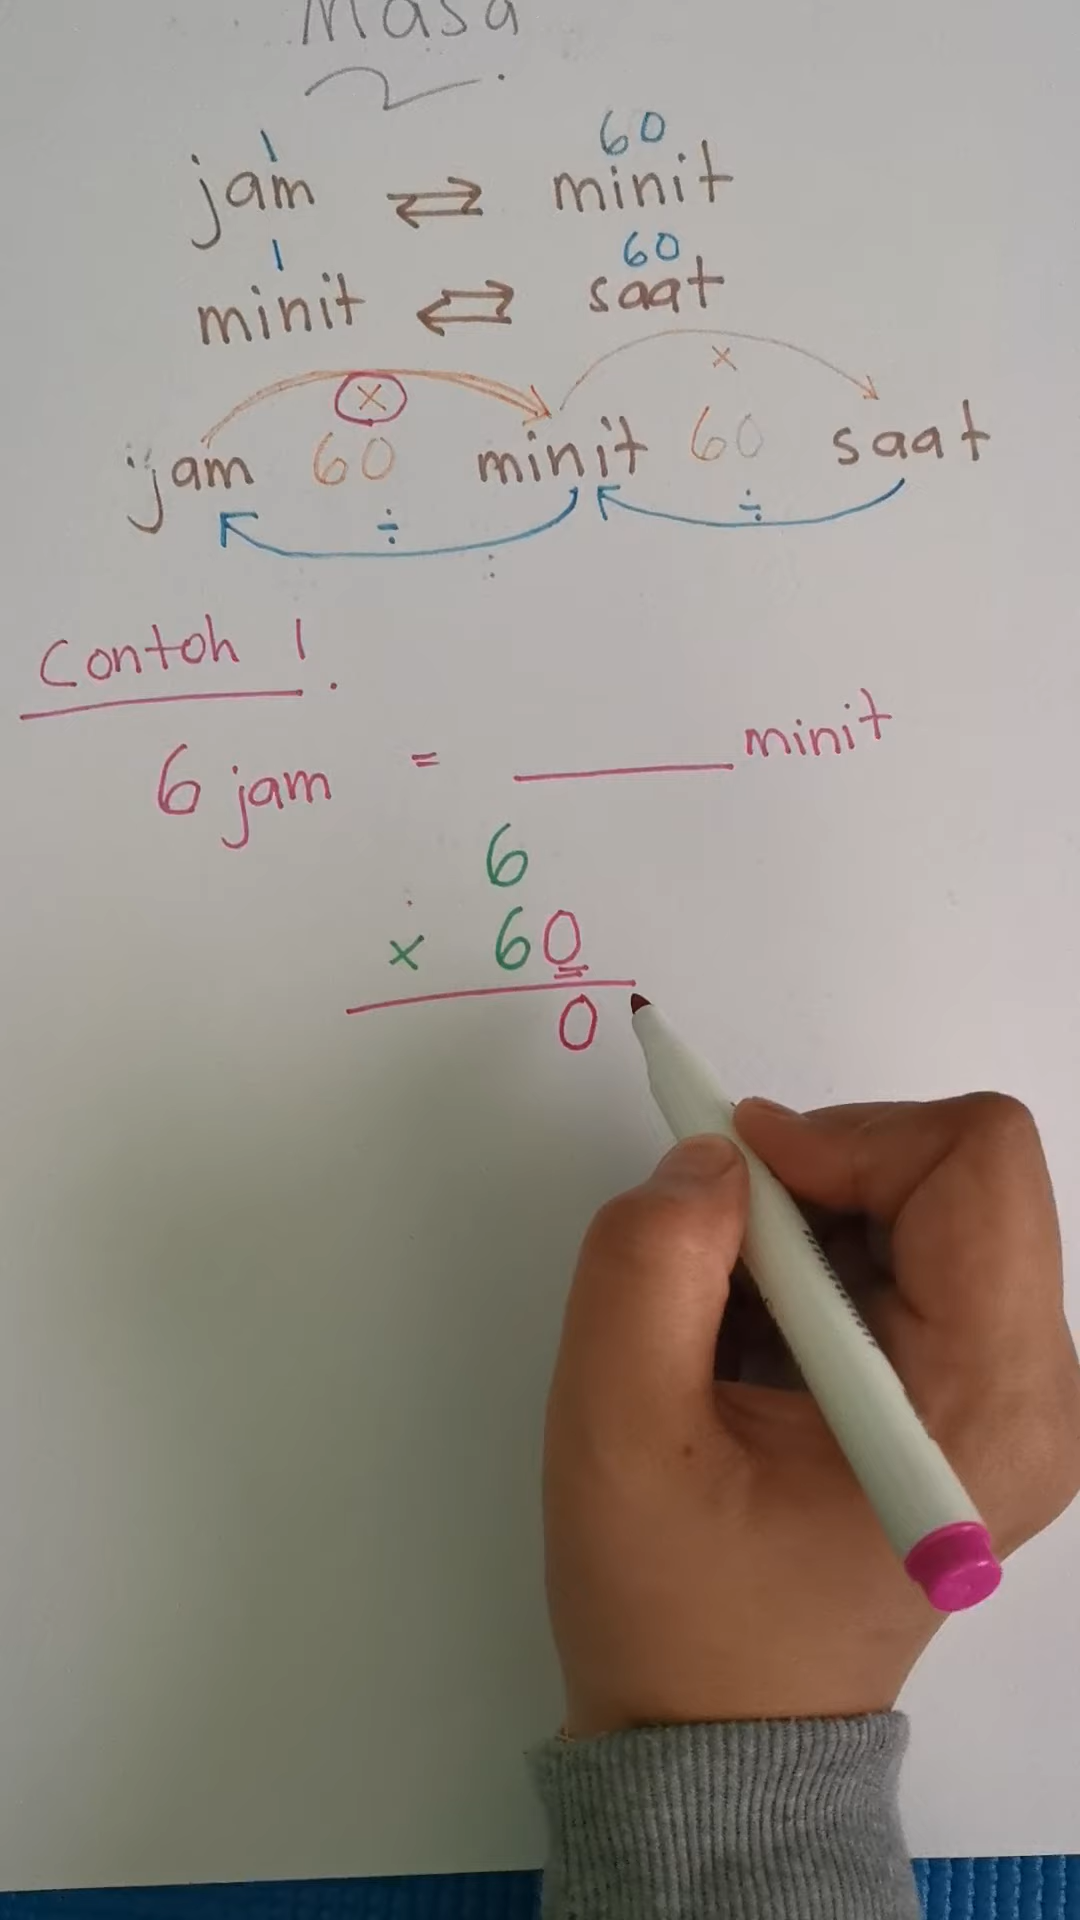 Masa
1 60
jam ⇄ minit
1 60
minit ⇄ saat
× ×
jam 60 minit 60 saat
÷ ÷
Contoh 1
6 jam = ______ minit
6
× 60
0